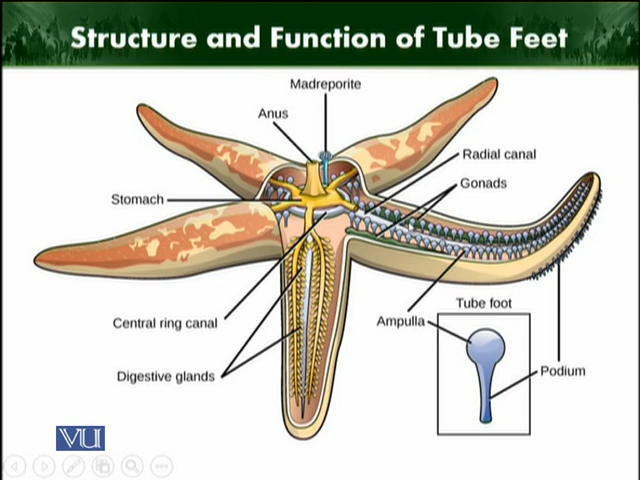 Structure and Function of Tube Feet
Madreporite
Anus
Radial canal
Gonads
Stomach
Tube foot
Central ring canal
Ampulla
Podium
Digestive glands
VU